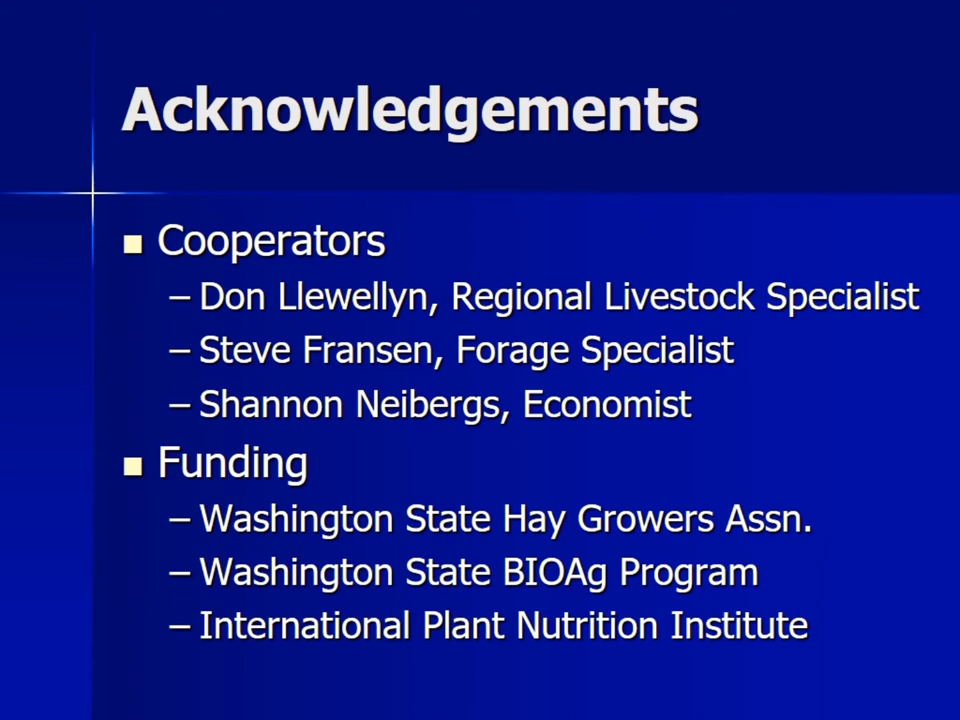 Acknowledgements
Cooperators
– Don Llewellyn, Regional Livestock Specialist
– Steve Fransen, Forage Specialist
– Shannon Neibergs, Economist
Funding
– Washington State Hay Growers Assn.
– Washington State BIOAg Program
– International Plant Nutrition Institute